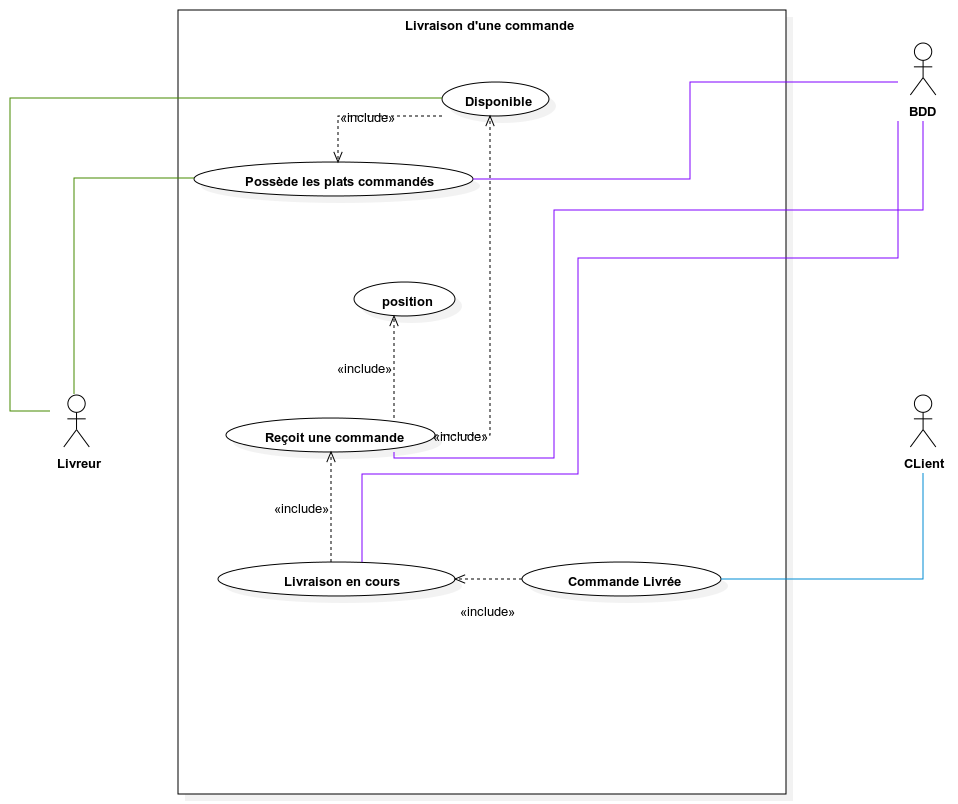 Livraison d'une commande
BDD
Disponible
«include»
Possède les plats commandés
position
«include»
Reçoit une commande
«include»
Livreur
CLient
«include»
Livraison en cours
Commande Livrée
«include»